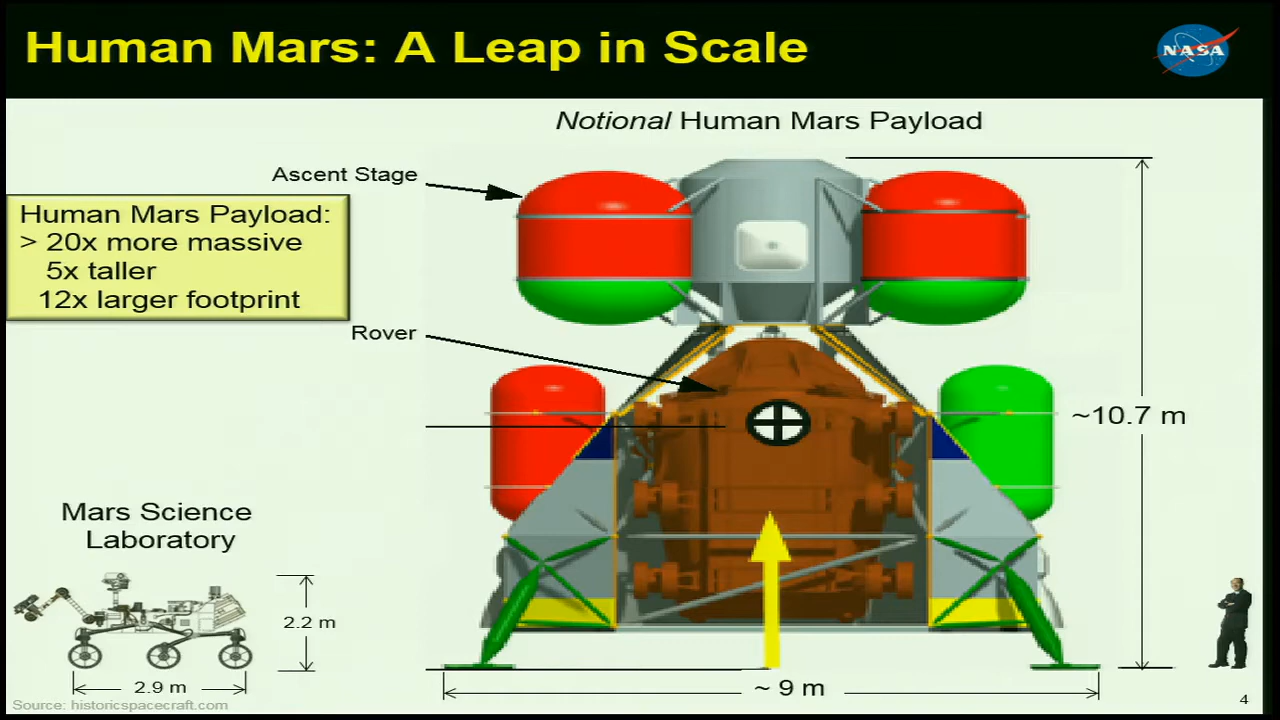 Human Mars: A Leap in Scale
NASA
Notional Human Mars Payload
Ascent Stage
Human Mars Payload:
> 20x more massive
5x taller
12x larger footprint
Rover
~10.7 m
Mars Science
Laboratory
2.2 m
2.9 m
~ 9 m
Source: historicspacecraft.com
4